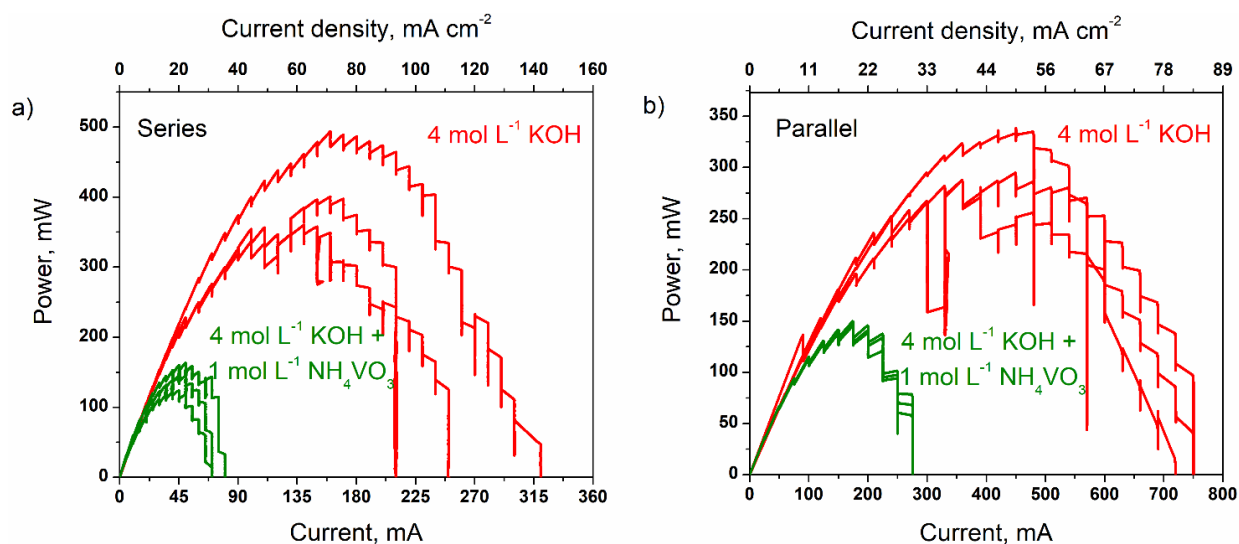 Current density, mA cm-2
0 20 40 60 80 100 120 140 160
a)
Series
4 mol L-1 KOH
500
400
300
200
100
0
Power, mW
4 mol L-1 KOH +
1 mol L-1 NH4VO3
0 45 90 135 180 225 270 315 360
Current, mA
Current density, mA cm-2
0 11 22 33 44 56 67 78 89
b)
Parallel
4 mol L-1 KOH
350
300
250
200
150
100
50
0
Power, mW
4 mol L-1 KOH +
1 mol L-1 NH4VO3
0 100 200 300 400 500 600 700 800
Current, mA